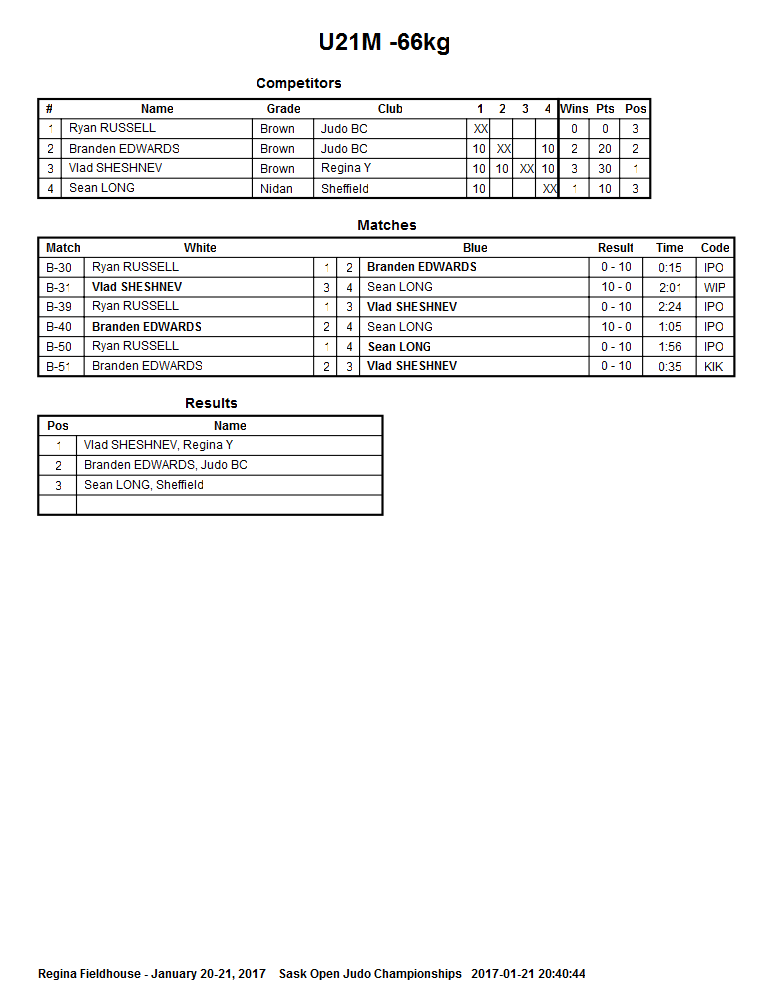 U21M -66kg
Competitors
# Name Grade Club 1 2 3 4 Wins Pts Pos
1 Ryan RUSSELL Brown Judo BC XX 0 0 3
2 Branden EDWARDS Brown Judo BC 10 XX 10 2 20 2
3 Vlad SHESHNEV Brown Regina Y 10 10 XX 10 3 30 1
4 Sean LONG Nidan Sheffield 10 XX 1 10 3
Matches
Match White Blue Result Time Code
B-30 Ryan RUSSELL 1 2 Branden EDWARDS 0 - 10 0:15 IPO
B-31 Vlad SHESHNEV 3 4 Sean LONG 10 - 0 2:01 WIP
B-39 Ryan RUSSELL 1 3 Vlad SHESHNEV 0 - 10 2:24 IPO
B-40 Branden EDWARDS 2 4 Sean LONG 10 - 0 1:05 IPO
B-50 Ryan RUSSELL 1 4 Sean LONG 0 - 10 1:56 IPO
B-51 Branden EDWARDS 2 3 Vlad SHESHNEV 0 - 10 0:35 KIK
Results
Pos Name
1 Vlad SHESHNEV, Regina Y
2 Branden EDWARDS, Judo BC
3 Sean LONG, Sheffield
Regina Fieldhouse - January 20-21, 2017 Sask Open Judo Championships 2017-01-21 20:40:44